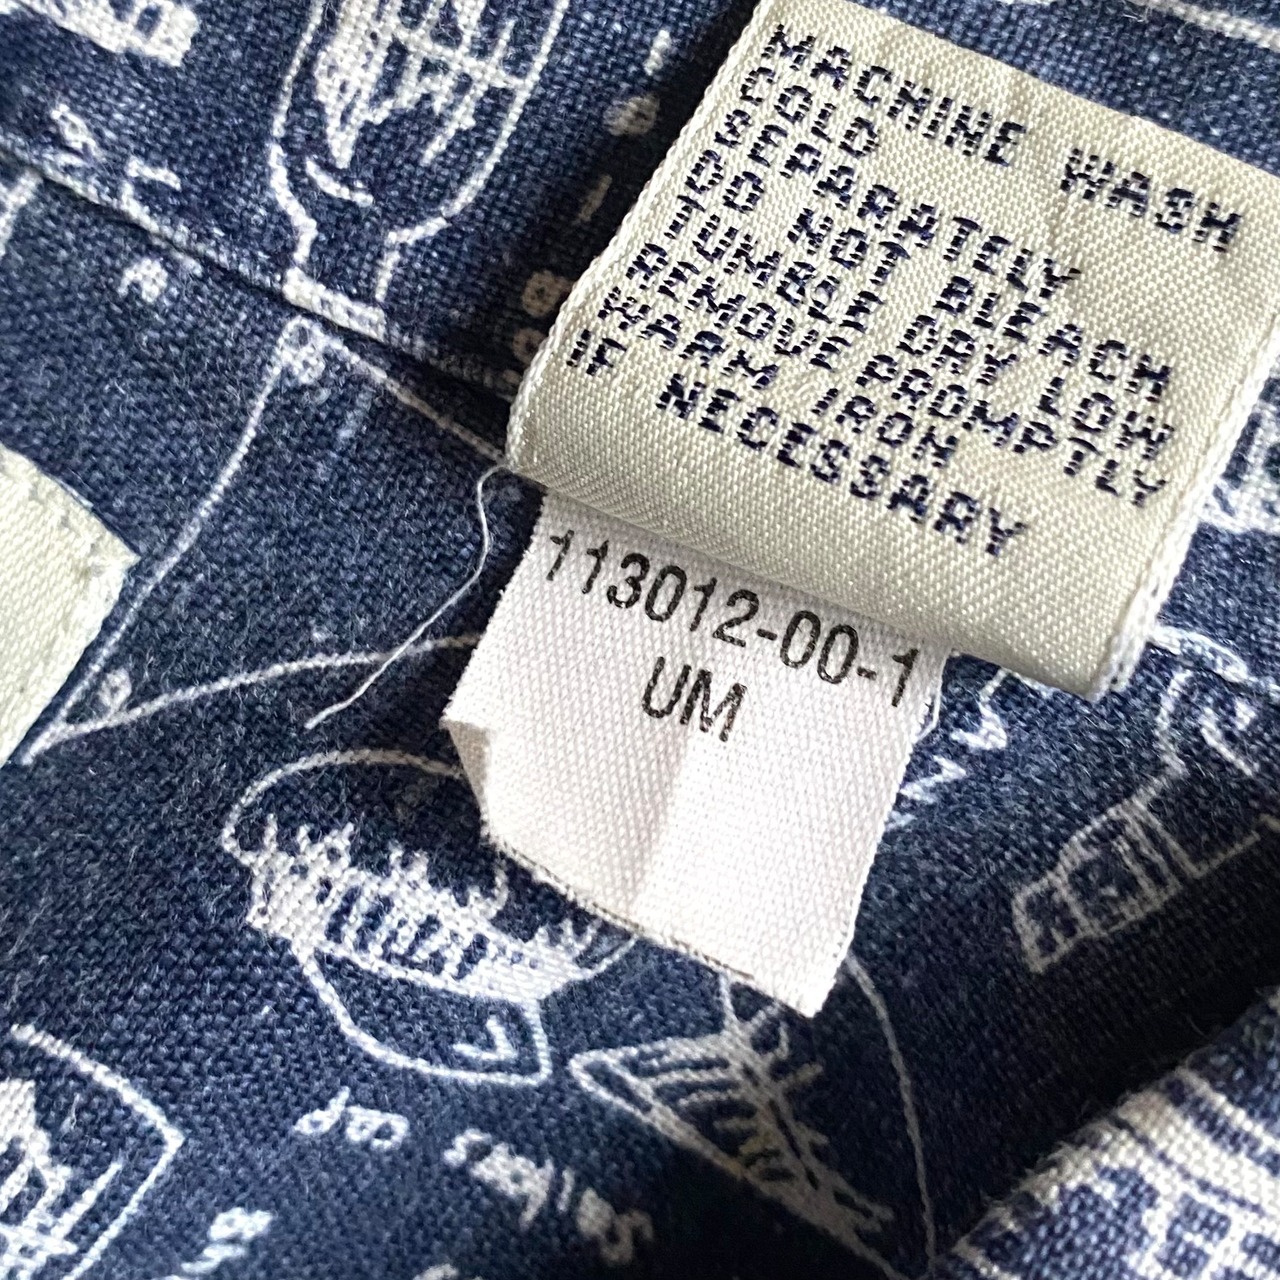 MACHINE WASH
COLD
SEPARATELY
DO NOT BLEACH
TUMBLE DRY LOW
REMOVE PROMPTLY
WARM IRON
IF NECESSARY
113012-00-1
UM